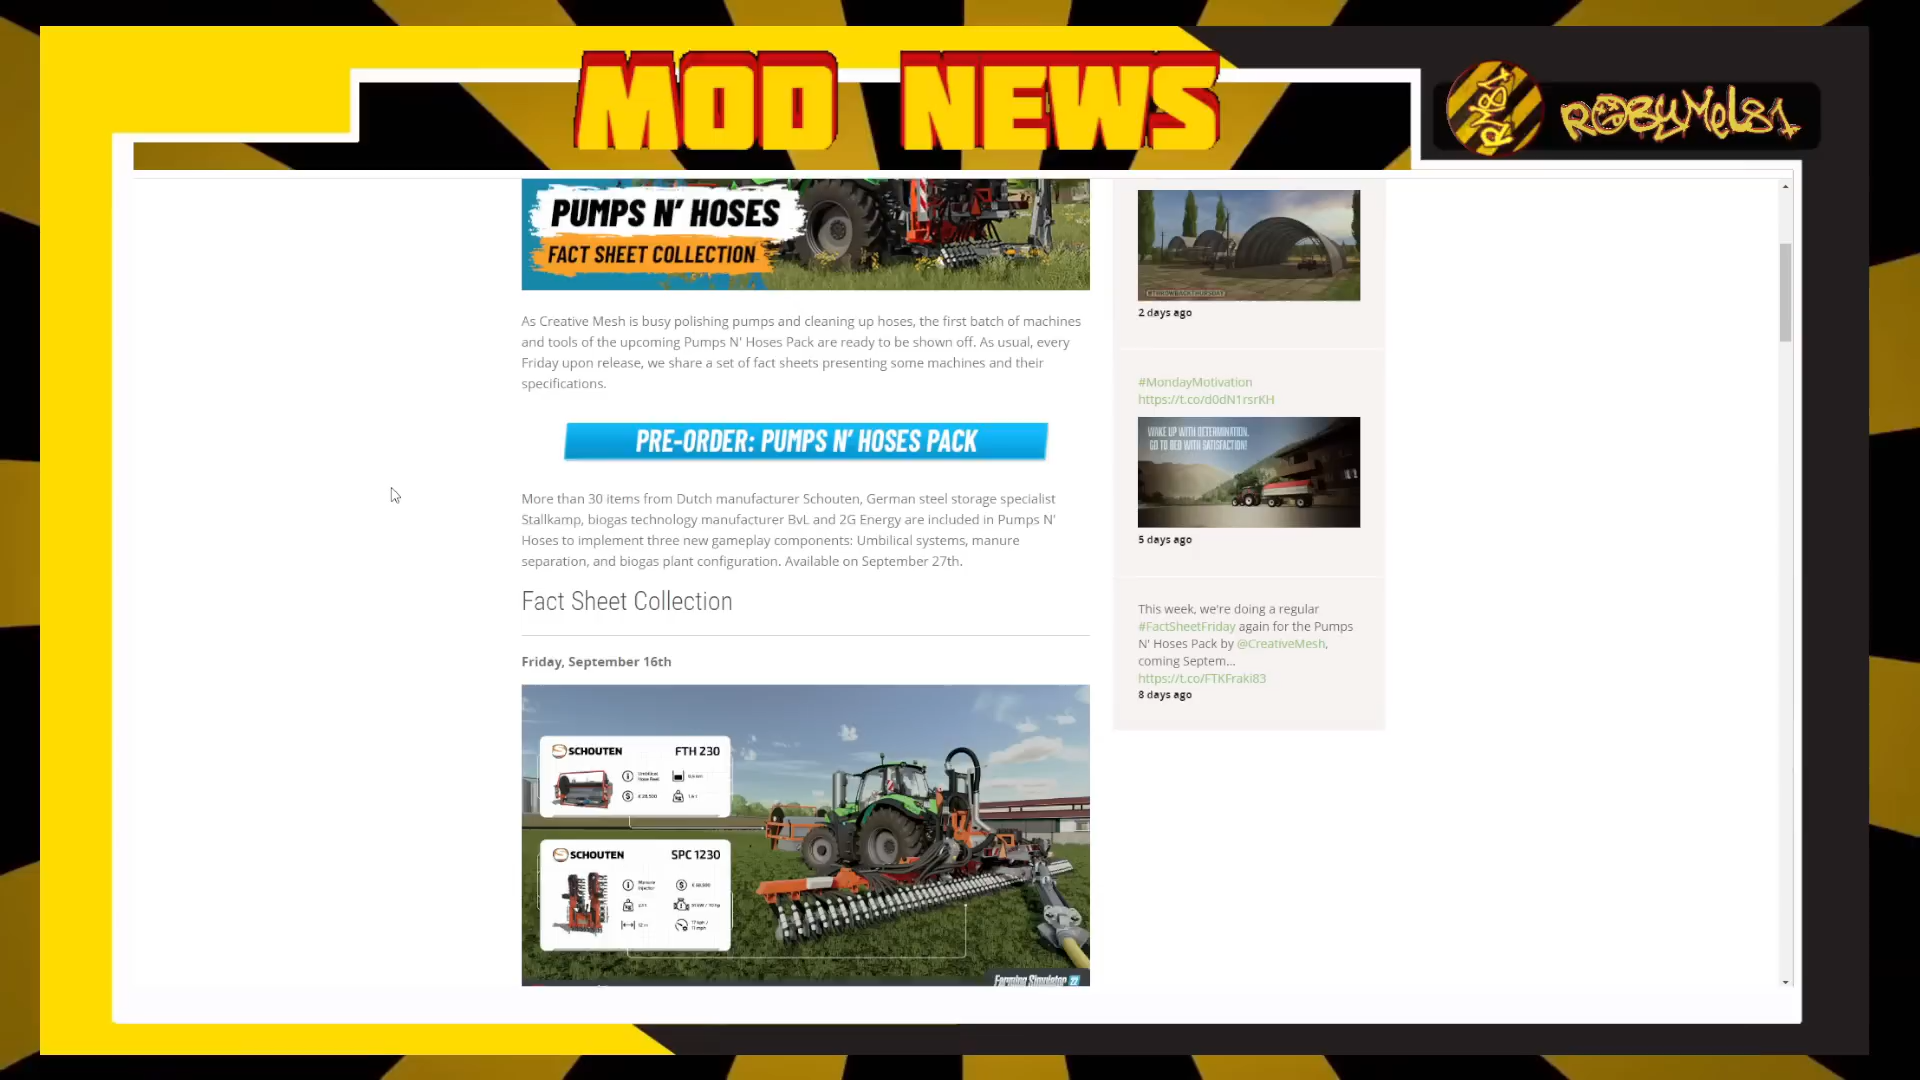 MOD NEWS
RM81
RobyMel81
PUMPS N' HOSES
FACT SHEET COLLECTION
As Creative Mesh is busy polishing pumps and cleaning up hoses, the first batch of machines
and tools of the upcoming Pumps N' Hoses Pack are ready to be shown off. As usual, every
Friday upon release, we share a set of fact sheets presenting some machines and their
specifications.
PRE-ORDER: PUMPS N' HOSES PACK
More than 30 items from Dutch manufacturer Schouten, German steel storage specialist
Stallkamp, biogas technology manufacturer BvL and 2G Energy are included in Pumps N'
Hoses to implement three new gameplay components: Umbilical systems, manure
separation, and biogas plant configuration. Available on September 27th.
Fact Sheet Collection
Friday, September 16th
SCHOUTEN FTH 230
Umbilical
Hose Reel
SCHOUTEN SPC 1230
Manure
Injector
12 m
Farming Simulator 22
#THROWBACKTHURSDAY
2 days ago
#MondayMotivation
https://t.co/d0dN1rsrKH
WAKE UP WITH DETERMINATION.
GO TO BED WITH SATISFACTION!
5 days ago
This week, we're doing a regular
#FactSheetFriday again for the Pumps
N' Hoses Pack by @CreativeMesh,
coming Septem...
https://t.co/FTKFraki83
8 days ago